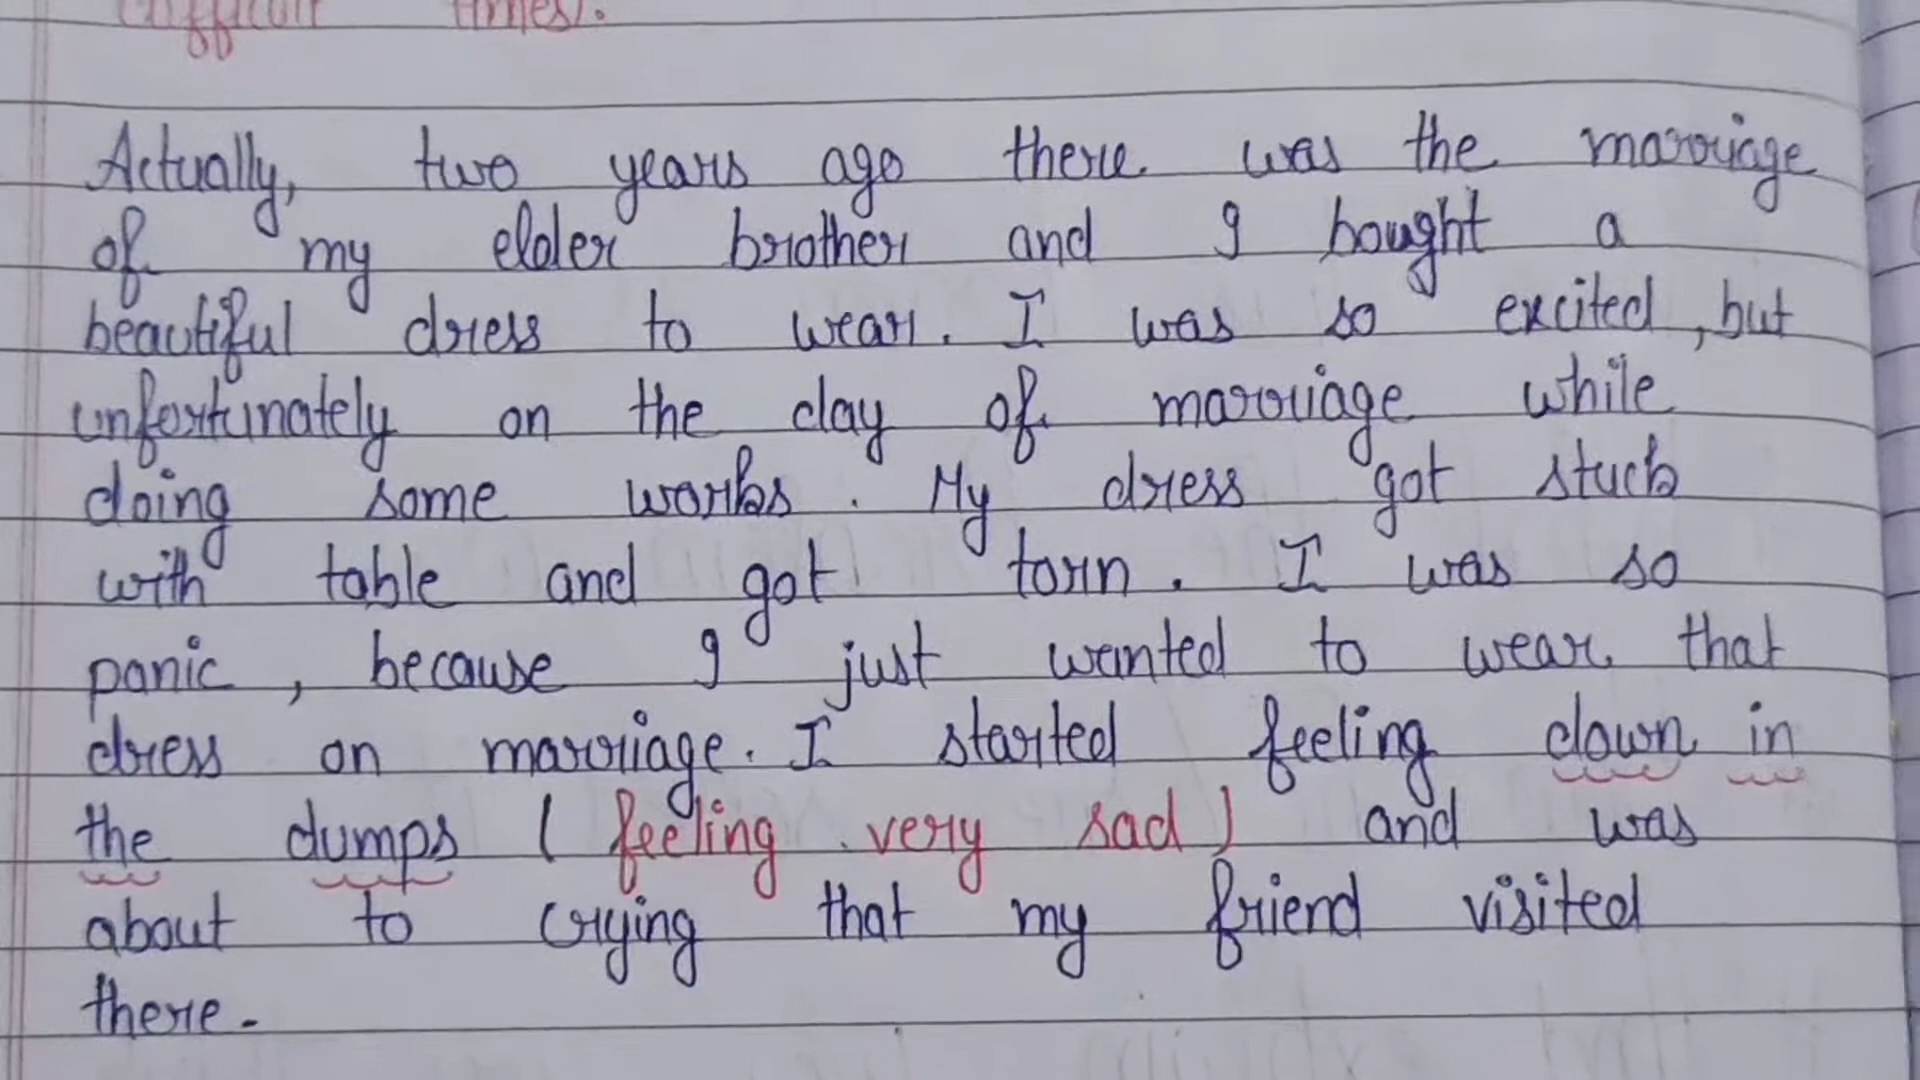 difficult times.
Actually, two years ago there was the marriage
of my elder brother and I bought a
beautiful dress to wear. I was so excited, but
unfortunately on the day of marriage while
doing some works. My dress got stuck
with table and got torn. I was so
panic, because I just wanted to wear that
dress on marriage. I started feeling down in
the dumps (feeling very sad) and was
about to crying that my friend visited
there.